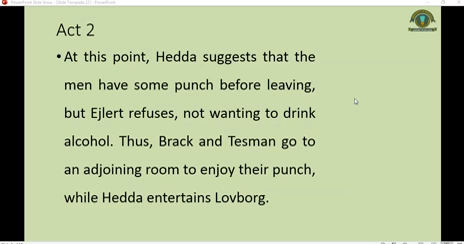 Act 2
• At this point, Hedda suggests that the
men have some punch before leaving,
but Ejlert refuses, not wanting to drink
alcohol. Thus, Brack and Tesman go to
an adjoining room to enjoy their punch,
while Hedda entertains Lovborg.